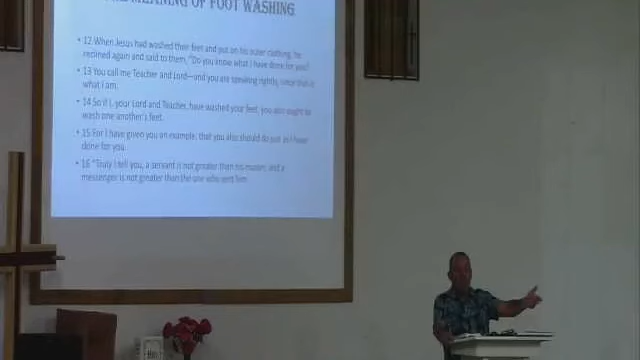 MEANING OF FOOT WASHING
• 12 When Jesus had washed their feet and put on his outer clothing, he
reclined again and said to them, "Do you know what I have done for you?
• 13 You call me Teacher and Lord—and you are speaking rightly, since that is
what I am.
• 14 So if I, your Lord and Teacher, have washed your feet, you also ought to
wash one another's feet.
• 15 For I have given you an example, that you also should do just as I have
done for you.
• 16 "Truly I tell you, a servant is not greater than his master, and a
messenger is not greater than the one who sent him.